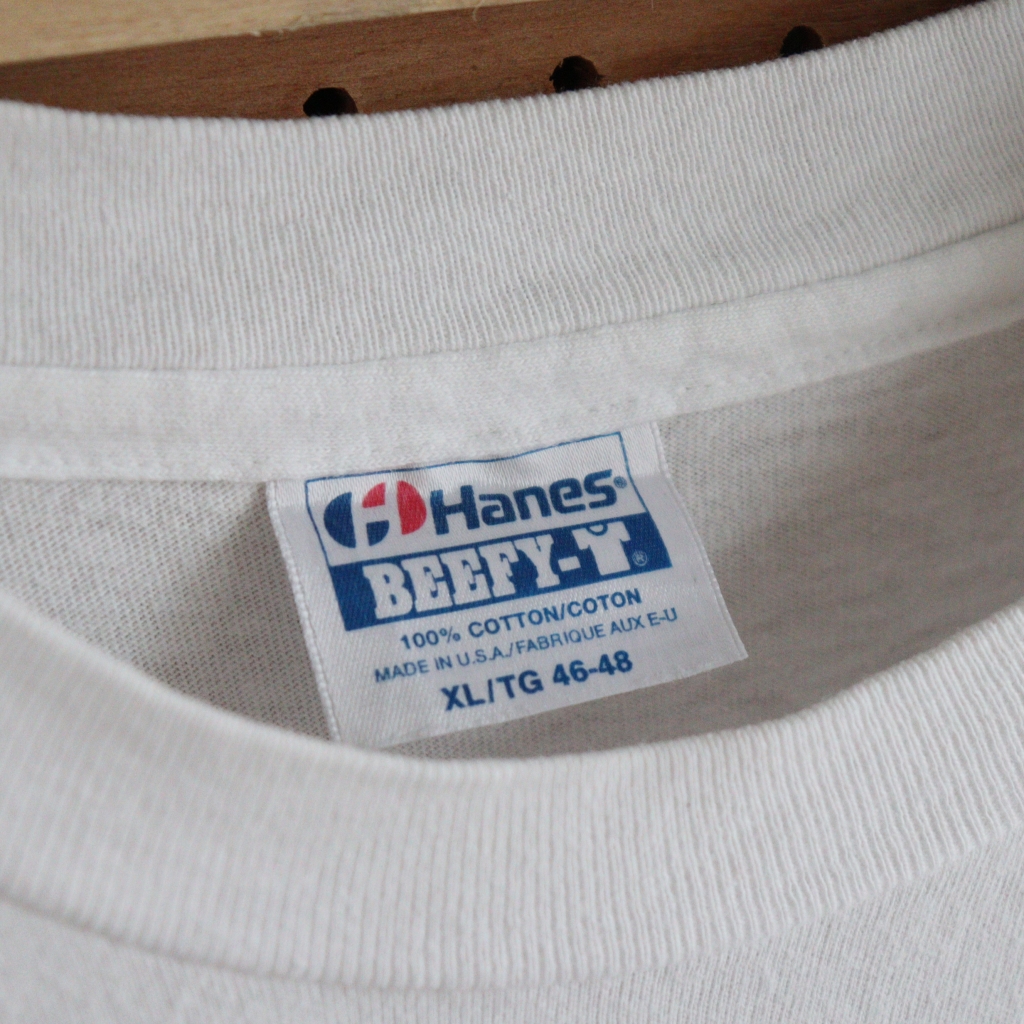 Hanes®
BEEFY-T®
100% COTTON/COTON
MADE IN U.S.A./FABRIQUE AUX E-U
XL/TG 46-48